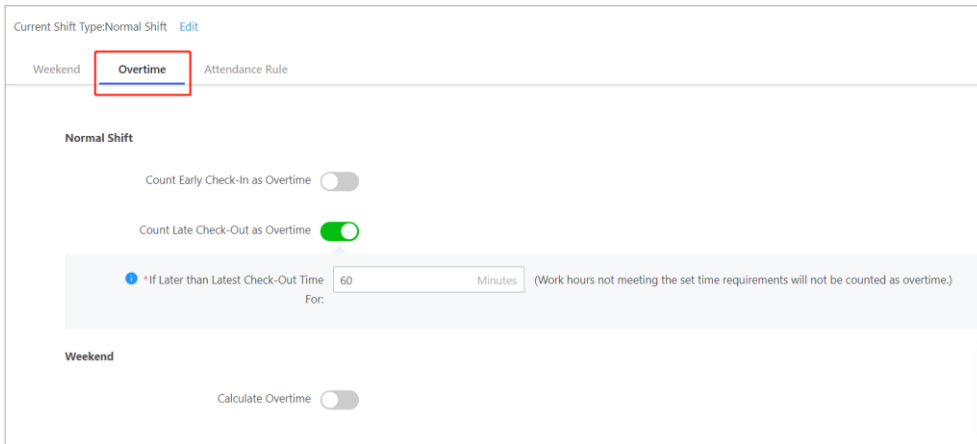 Current Shift Type:Normal Shift Edit
Weekend Overtime Attendance Rule
Normal Shift
Count Early Check-In as Overtime
Count Late Check-Out as Overtime
*If Later than Latest Check-Out Time 60 Minutes (Work hours not meeting the set time requirements will not be counted as overtime.)
For:
Weekend
Calculate Overtime